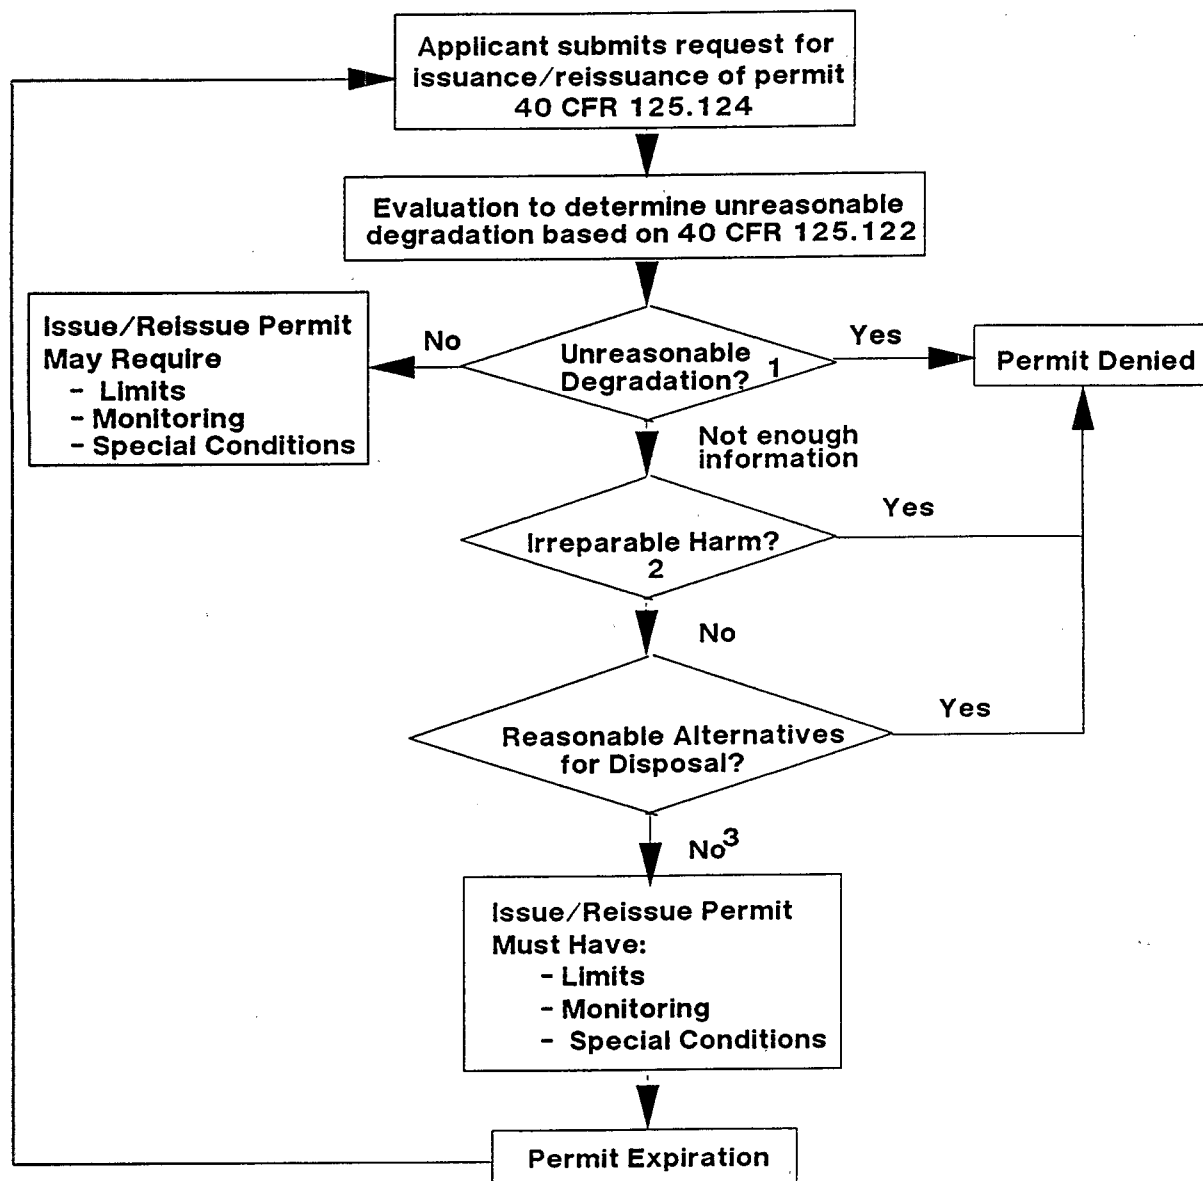 Applicant submits request for
issuance/reissuance of permit
40 CFR 125.124
Evaluation to determine unreasonable
degradation based on 40 CFR 125.122
Issue/Reissue Permit
May Require
- Limits
- Monitoring
- Special Conditions
No
Unreasonable
Degradation? 1
Yes
Permit Denied
Not enough
information
Irreparable Harm?
2
Yes
No
Reasonable Alternatives
for Disposal?
Yes
No3
Issue/Reissue Permit
Must Have:
- Limits
- Monitoring
- Special Conditions
Permit Expiration